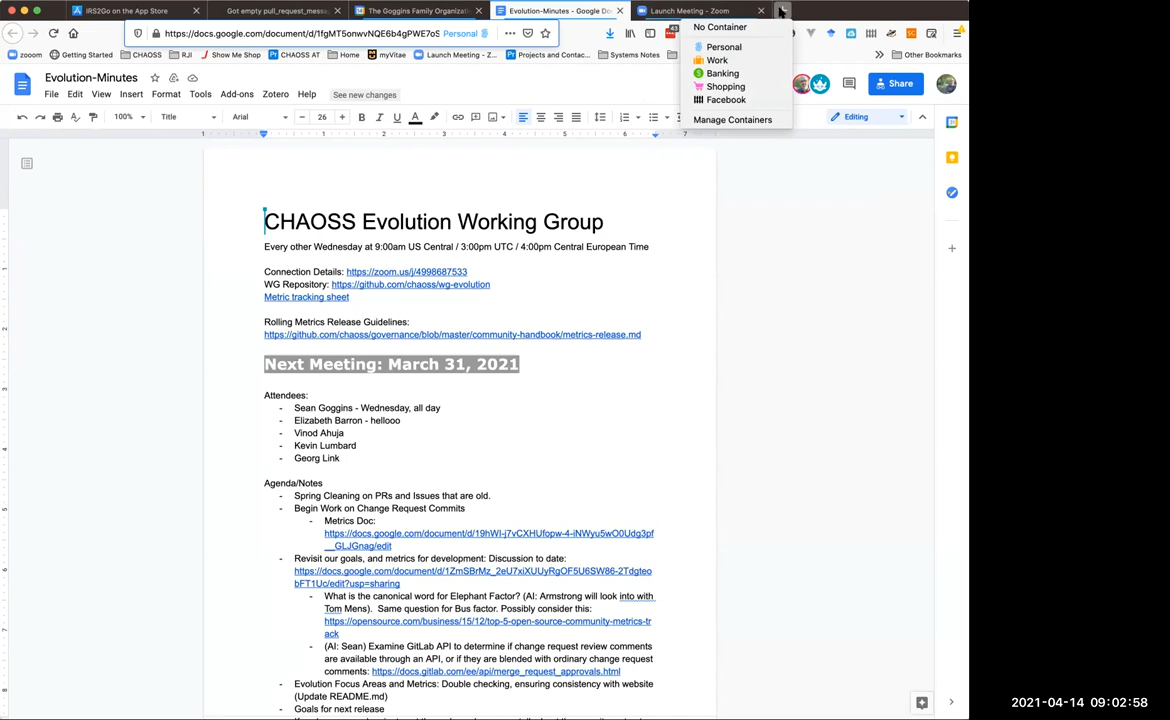 IRS2Go on the App Store
Got empty pull_request_messa
The Goggins Family Organizati
Evolution-Minutes - Google Do
Launch Meeting - Zoom
No Container
Personal
Work
Banking
Shopping
Facebook
Manage Containers
https://docs.google.com/document/d/1fgMT5onwvNQE6b4gPWE7oS
Personal
43
zooom
Getting Started
CHAOSS
RJI
Show Me Shop
CHAOSS AT
Home
myVitae
Launch Meeting - Z...
Projects and Contac...
Systems Notes
Other Bookmarks
Evolution-Minutes
File Edit View Insert Format Tools Add-ons Zotero Help
See new changes
Share
100%
Title
Arial
26
Editing
CHAOSS Evolution Working Group
Every other Wednesday at 9:00am US Central / 3:00pm UTC / 4:00pm Central European Time
Connection Details: https://zoom.us/j/4998687533
WG Repository: https://github.com/chaoss/wg-evolution
Metric tracking sheet
Rolling Metrics Release Guidelines:
https://github.com/chaoss/governance/blob/master/community-handbook/metrics-release.md
Next Meeting: March 31, 2021
Attendees:
- Sean Goggins - Wednesday, all day
- Elizabeth Barron - hellooo
- Vinod Ahuja
- Kevin Lumbard
- Georg Link
Agenda/Notes
- Spring Cleaning on PRs and Issues that are old.
- Begin Work on Change Request Commits
- Metrics Doc:
https://docs.google.com/document/d/19hWI-j7vCXHUfopw-4-iNWyu5wO0Udg3pf
__GLJGnag/edit
- Revisit our goals, and metrics for development: Discussion to date:
https://docs.google.com/document/d/1ZmSBrMz_2eU7xiXUUyRgOF5U6SW86-2Tdgteo
bFT1Uc/edit?usp=sharing
- What is the canonical word for Elephant Factor? (AI: Armstrong will look into with
Tom Mens). Same question for Bus factor. Possibly consider this:
https://opensource.com/business/15/12/top-5-open-source-community-metrics-tr
ack
- (AI: Sean) Examine GitLab API to determine if change request review comments
are available through an API, or if they are blended with ordinary change request
comments: https://docs.gitlab.com/ee/api/merge_request_approvals.html
- Evolution Focus Areas and Metrics: Double checking, ensuring consistency with website
(Update README.md)
- Goals for next release
2021-04-14 09:02:58